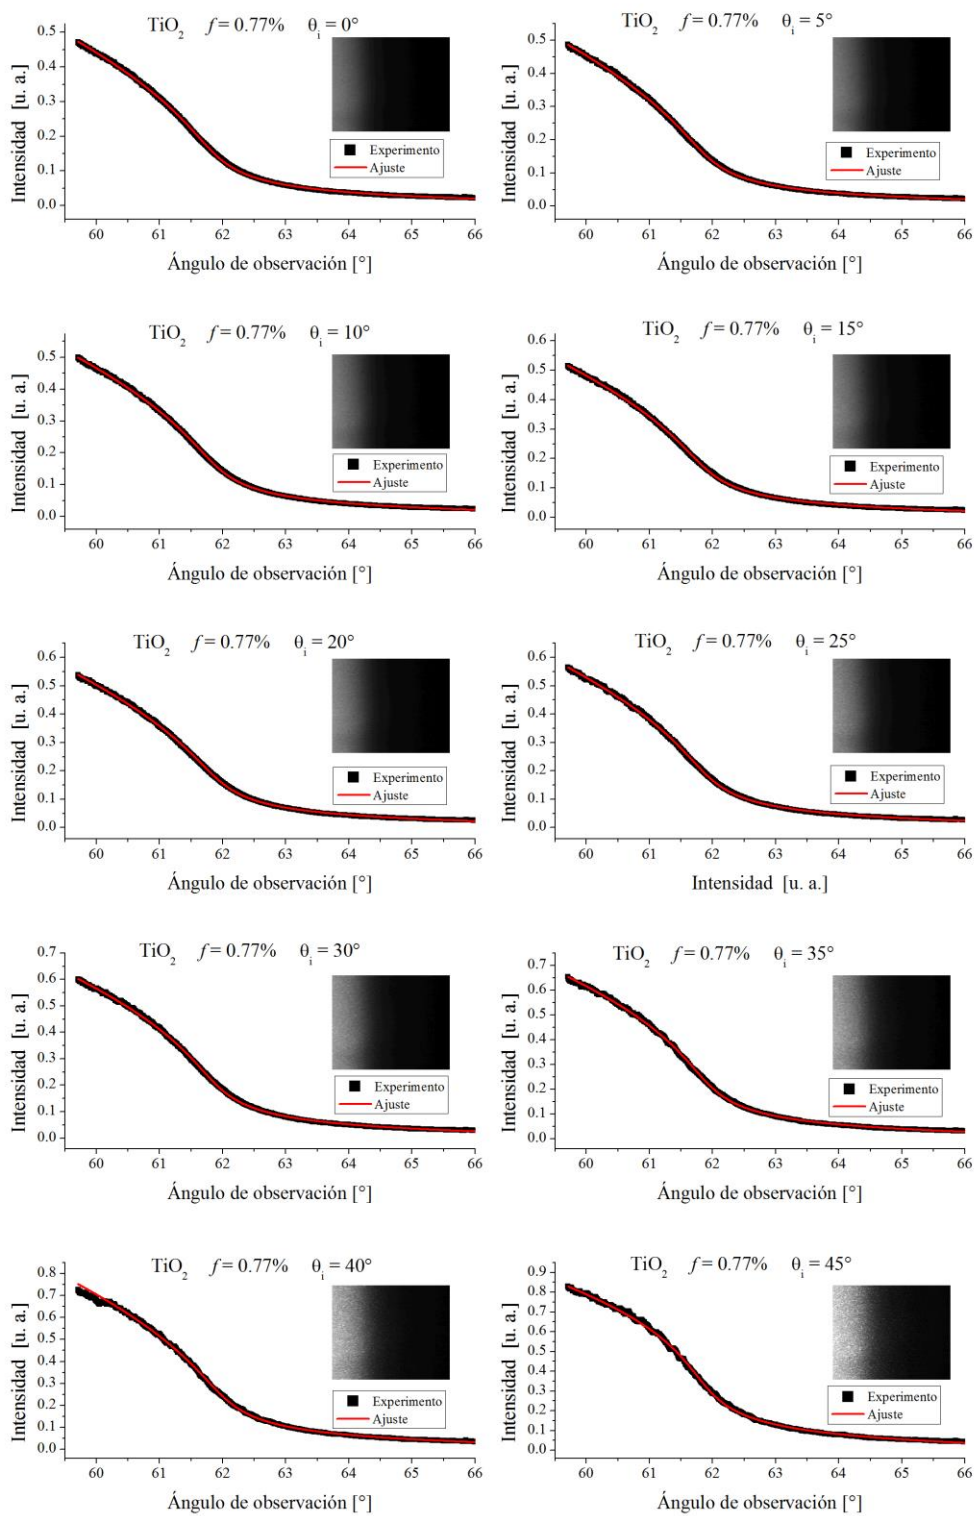 TiO2 f = 0.77% θi = 0°
Intensidad [u. a.]
0.5
0.4
0.3
0.2
0.1
0.0
Experimento
Ajuste
60 61 62 63 64 65 66
Ángulo de observación [°]
TiO2 f = 0.77% θi = 5°
Intensidad [u. a.]
0.5
0.4
0.3
0.2
0.1
0.0
Experimento
Ajuste
60 61 62 63 64 65 66
Ángulo de observación [°]
TiO2 f = 0.77% θi = 10°
Intensidad [u. a.]
0.5
0.4
0.3
0.2
0.1
0.0
Experimento
Ajuste
60 61 62 63 64 65 66
Ángulo de observación [°]
TiO2 f = 0.77% θi = 15°
Intensidad [u. a.]
0.6
0.5
0.4
0.3
0.2
0.1
0.0
Experimento
Ajuste
60 61 62 63 64 65 66
Ángulo de observación [°]
TiO2 f = 0.77% θi = 20°
Intensidad [u. a.]
0.6
0.5
0.4
0.3
0.2
0.1
0.0
Experimento
Ajuste
60 61 62 63 64 65 66
Ángulo de observación [°]
TiO2 f = 0.77% θi = 25°
Intensidad [u. a.]
0.6
0.5
0.4
0.3
0.2
0.1
0.0
Experimento
Ajuste
60 61 62 63 64 65 66
Intensidad [u. a.]
TiO2 f = 0.77% θi = 30°
Intensidad [u. a.]
0.7
0.6
0.5
0.4
0.3
0.2
0.1
0.0
Experimento
Ajuste
60 61 62 63 64 65 66
Ángulo de observación [°]
TiO2 f = 0.77% θi = 35°
Intensidad [u. a.]
0.7
0.6
0.5
0.4
0.3
0.2
0.1
0.0
Experimento
Ajuste
60 61 62 63 64 65 66
Ángulo de observación [°]
TiO2 f = 0.77% θi = 40°
Intensidad [u. a.]
0.8
0.7
0.6
0.5
0.4
0.3
0.2
0.1
0.0
Experimento
Ajuste
60 61 62 63 64 65 66
Ángulo de observación [°]
TiO2 f = 0.77% θi = 45°
Intensidad [u. a.]
0.9
0.8
0.7
0.6
0.5
0.4
0.3
0.2
0.1
0.0
Experimento
Ajuste
60 61 62 63 64 65 66
Ángulo de observación [°]